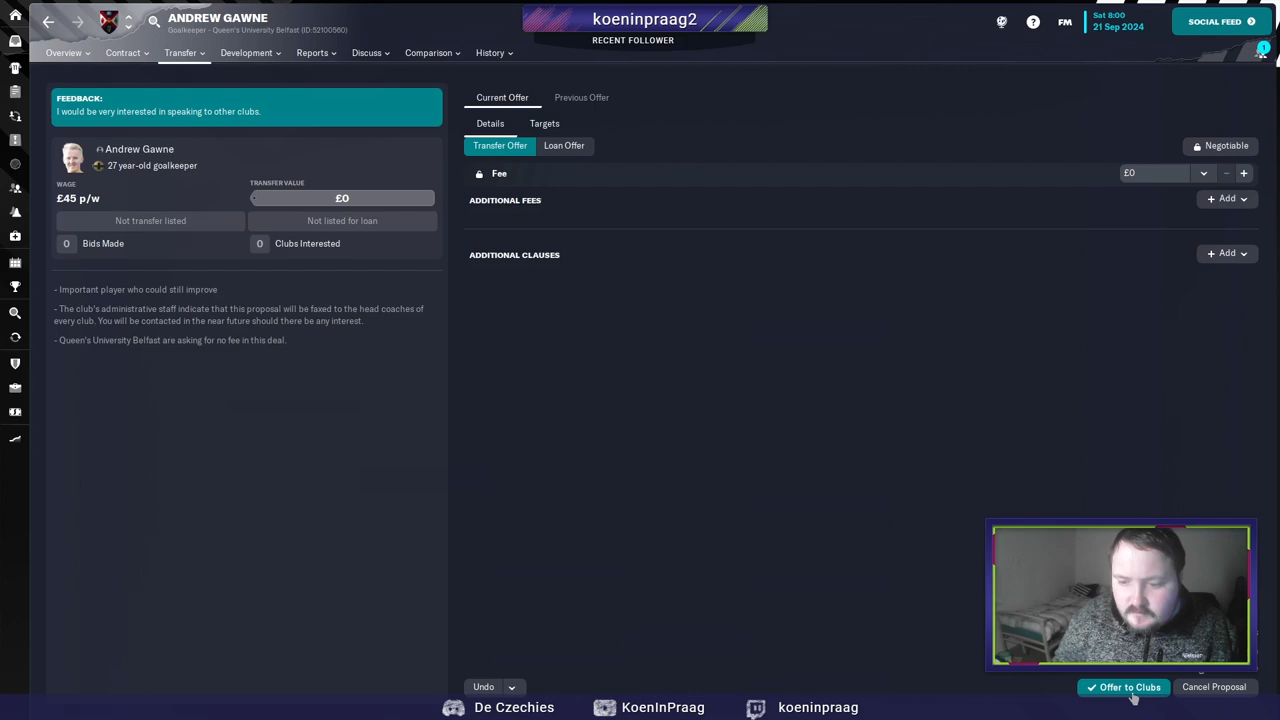 ANDREW GAWNE
Goalkeeper - Queen's University Belfast (ID:52100560)
koeninpraag2
RECENT FOLLOWER
FM
Sat 8:00
21 Sep 2024
SOCIAL FEED
1
Overview
Contract
Transfer
Development
Reports
Discuss
Comparison
History
FEEDBACK:
I would be very interested in speaking to other clubs.
Andrew Gawne
27 year-old goalkeeper
WAGE
£45 p/w
TRANSFER VALUE
£0
Not transfer listed
Not listed for loan
0 Bids Made
0 Clubs Interested
- Important player who could still improve
- The club's administrative staff indicate that this proposal will be faxed to the head coaches of
every club. You will be contacted in the near future should there be any interest.
- Queen's University Belfast are asking for no fee in this deal.
Current Offer
Previous Offer
Details
Targets
Transfer Offer
Loan Offer
Negotiable
Fee
£0
ADDITIONAL FEES
+ Add
ADDITIONAL CLAUSES
+ Add
Undo
Offer to Clubs
Cancel Proposal
De Czechies
KoenInPraag
koeninpraag